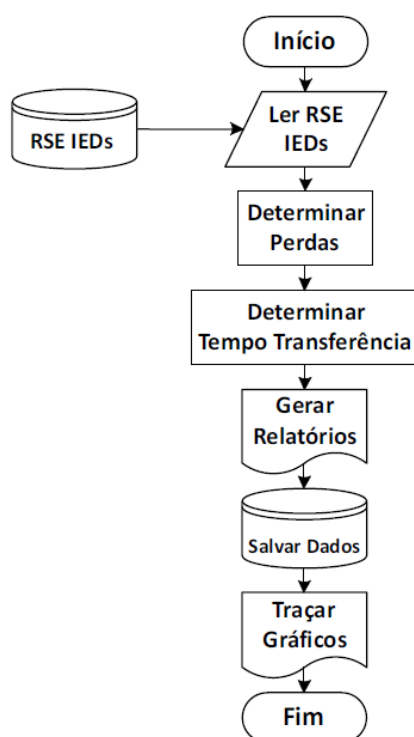 Início
RSE IEDs
Ler RSE
IEDs
Determinar
Perdas
Determinar
Tempo Transferência
Gerar
Relatórios
Salvar Dados
Traçar
Gráficos
Fim